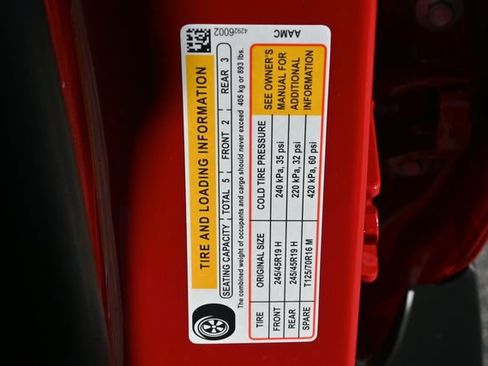 42926002 AAMC
TIRE AND LOADING INFORMATION
SEATING CAPACITY TOTAL 5 FRONT 2 REAR 3
The combined weight of occupants and cargo should never exceed 405 kg or 893 lbs.
TIRE ORIGINAL SIZE COLD TIRE PRESSURE
FRONT 245/45R19 H 240 kPa, 35 psi
REAR 245/45R19 H 220 kPa, 32 psi
SPARE T125/70R16 M 420 kPa, 60 psi
SEE OWNER'S
MANUAL FOR
ADDITIONAL
INFORMATION